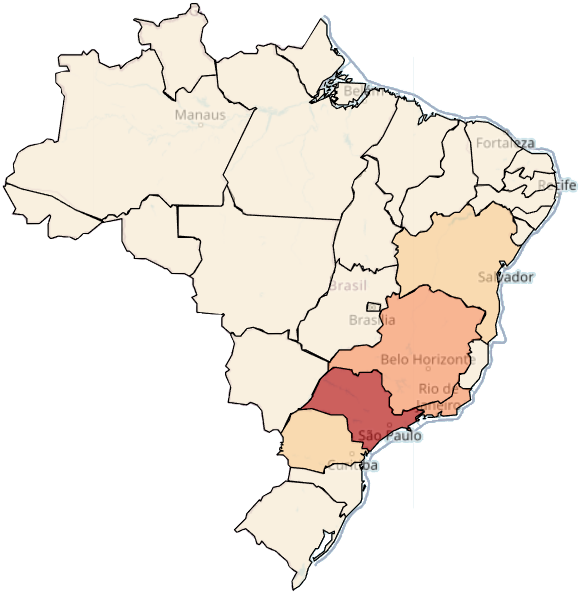 Belém
Manaus
Fortaleza
Recife
Salvador
Brasil
Brasília
Belo Horizonte
Rio de
Janeiro
São Paulo
Curitiba